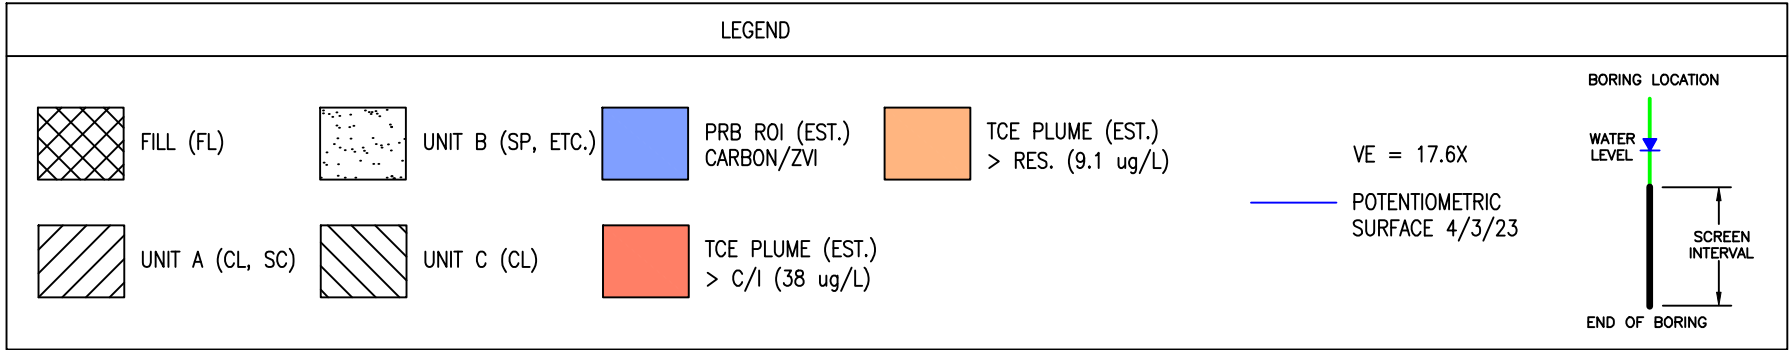 LEGEND
FILL (FL)
UNIT B (SP, ETC.)
PRB ROI (EST.)
CARBON/ZVI
TCE PLUME (EST.)
> RES. (9.1 ug/L)
UNIT A (CL, SC)
UNIT C (CL)
TCE PLUME (EST.)
> C/I (38 ug/L)
VE = 17.6X
POTENTIOMETRIC
SURFACE 4/3/23
BORING LOCATION
WATER
LEVEL
SCREEN
INTERVAL
END OF BORING